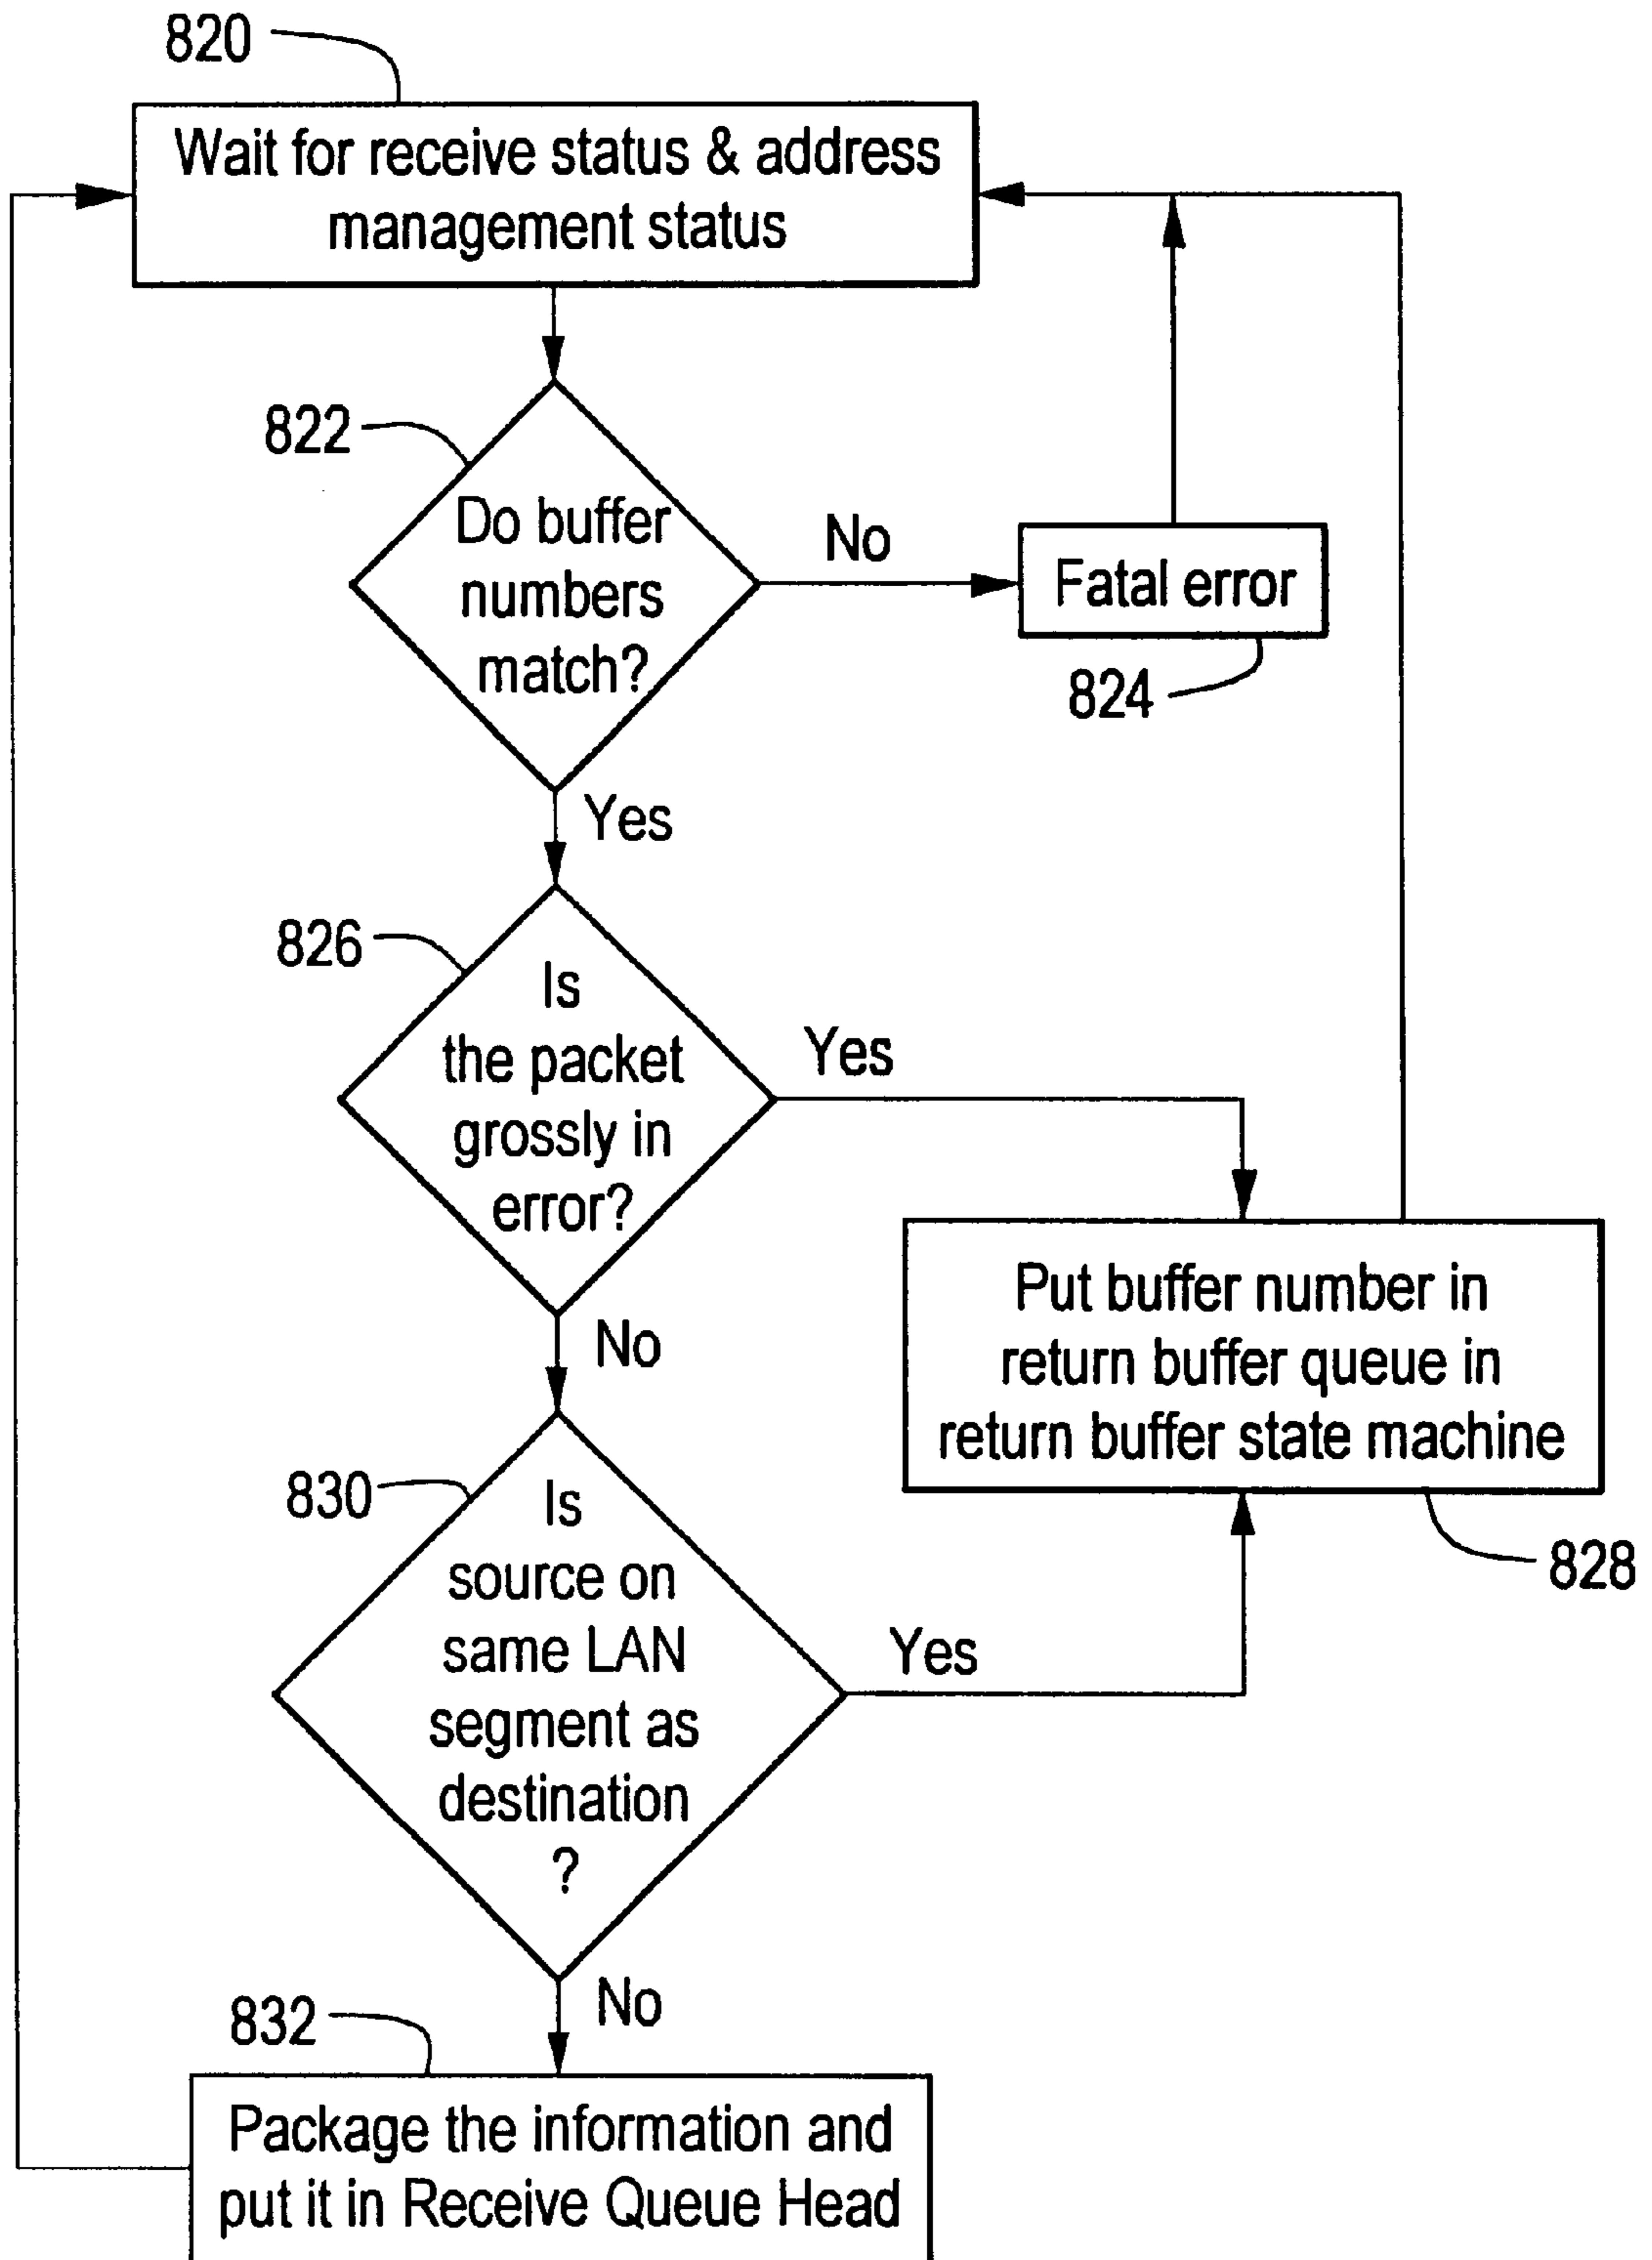 820
Wait for receive status & address
management status
822
Do buffer
numbers
match?
No
Fatal error
824
Yes
826
Is
the packet
grossly in
error?
Yes
No
Put buffer number in
return buffer queue in
return buffer state machine
828
830
Is
source on
same LAN
segment as
destination
?
Yes
No
832
Package the information and
put it in Receive Queue Head